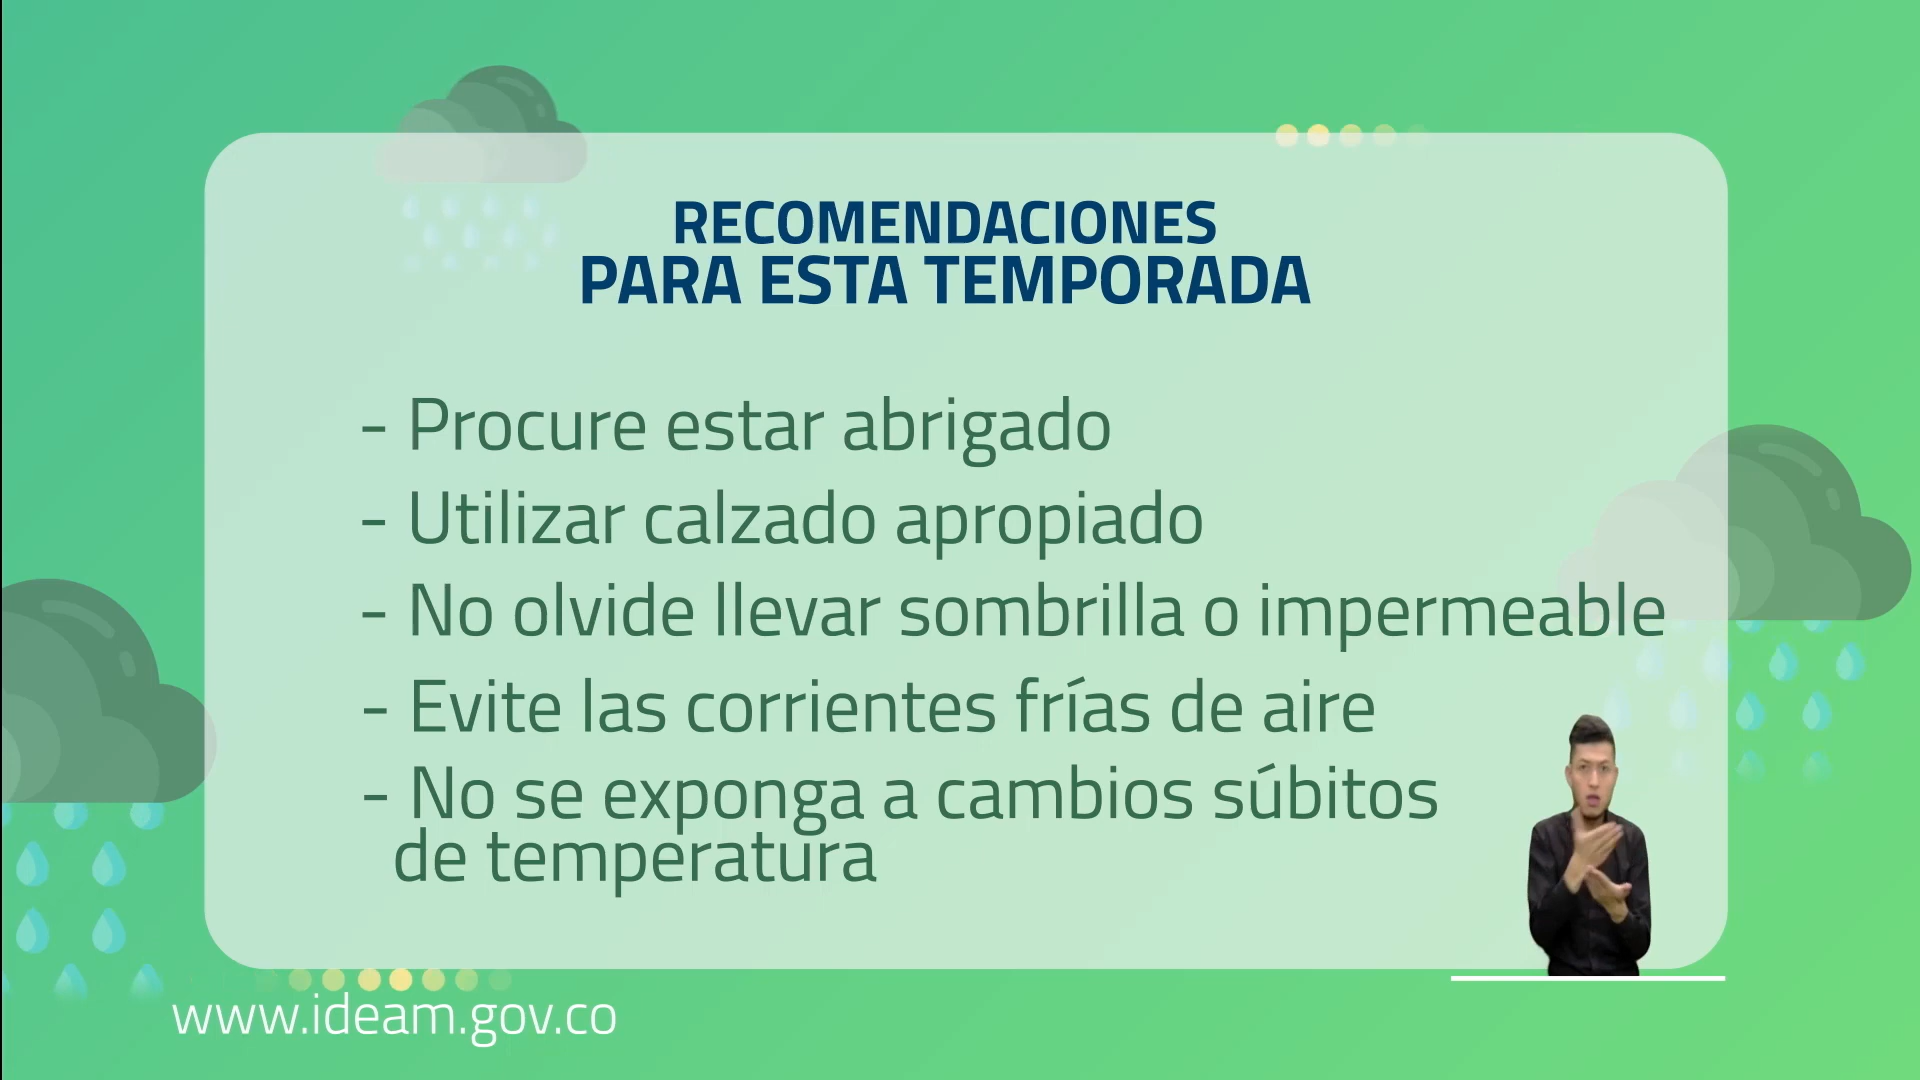 RECOMENDACIONES
PARA ESTA TEMPORADA
- Procure estar abrigado
- Utilizar calzado apropiado
- No olvide llevar sombrilla o impermeable
- Evite las corrientes frías de aire
- No se exponga a cambios súbitos
de temperatura
www.ideam.gov.co